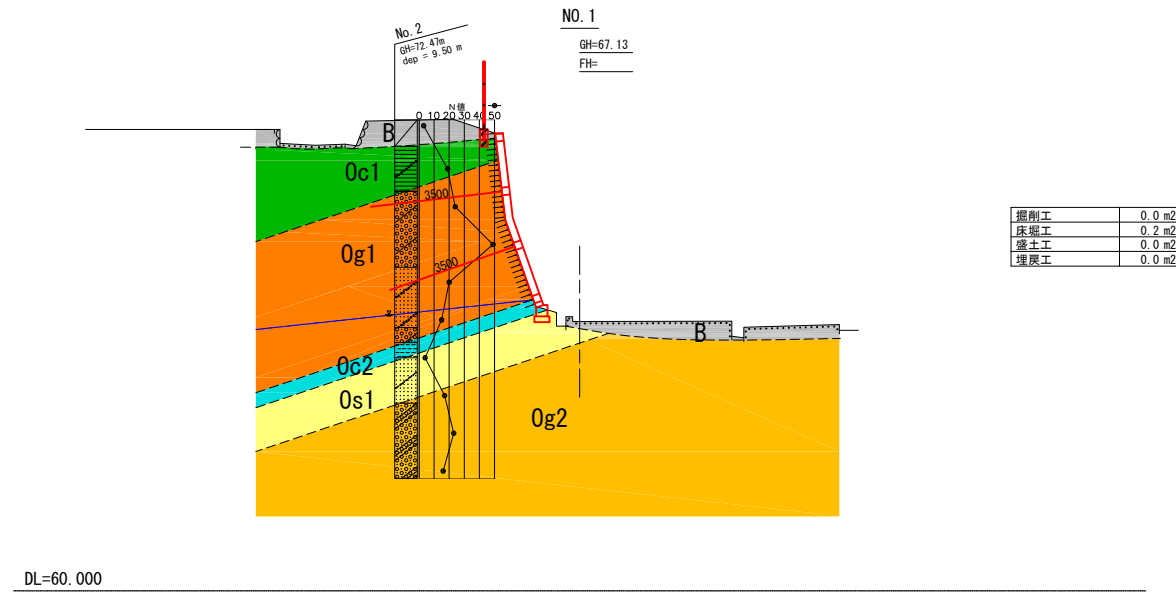 NO.1
GH=67.13
FH=
No.2
GH=72.47m
dep = 9.50 m
N値
0 10 20 30 40 50
B
Oc1
3500
Og1
3500
Oc2
Os1
B
Og2
掘削工 0.0 m2
床堀工 0.2 m2
盛土工 0.0 m2
埋戻工 0.0 m2
DL=60.000